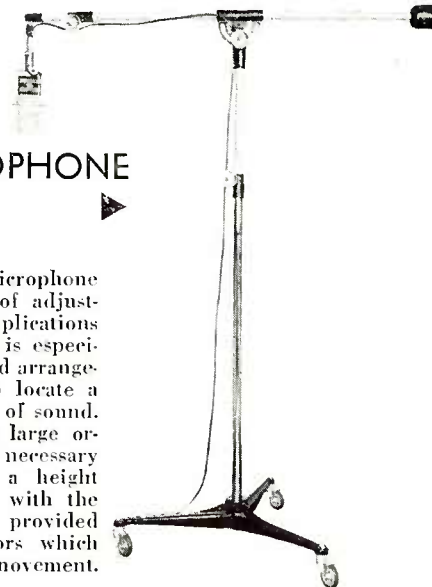 OPHONE
icrophone
of adjust-
plications
is especi-
d arrange-
locate a
of sound.
large or-
necessary
a height
with the
provided
ors which
movement.